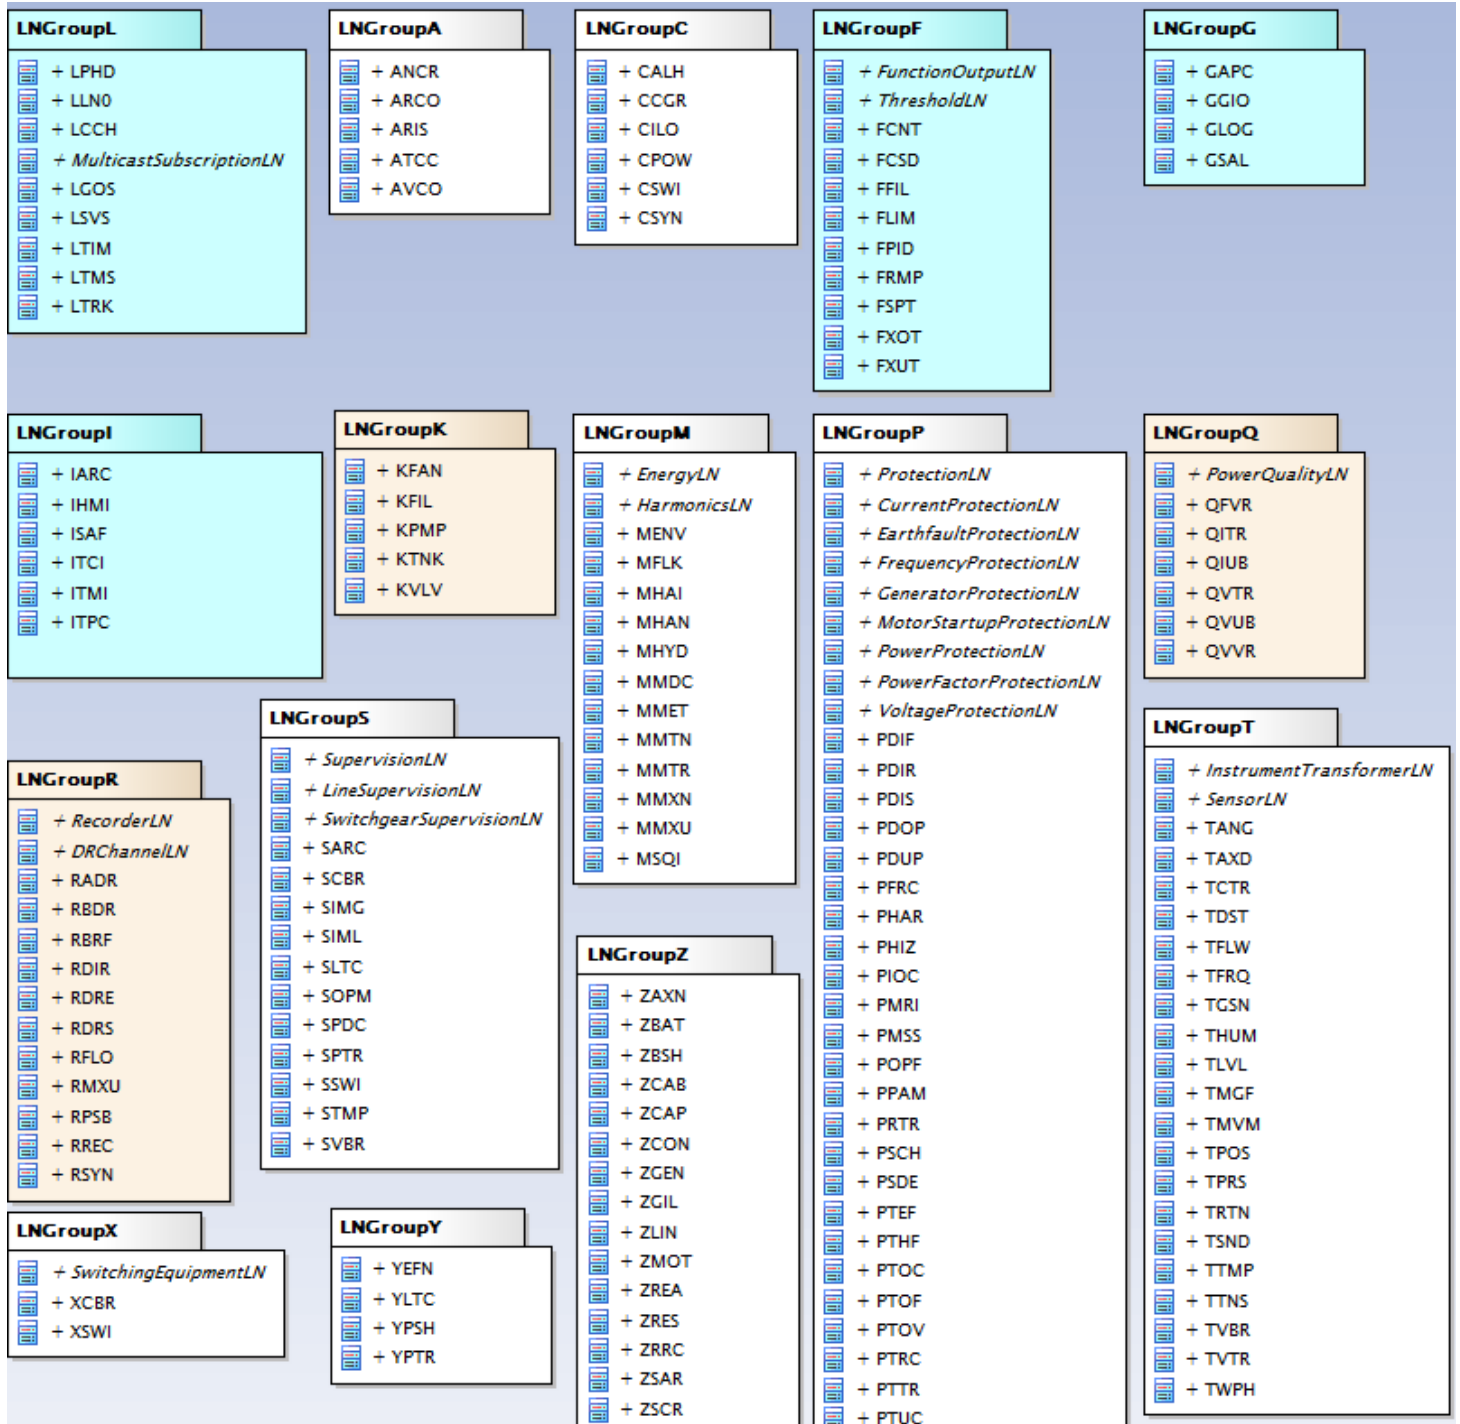 LNGroupL
+ LPHD
+ LLN0
+ LCCH
+ MulticastSubscriptionLN
+ LGOS
+ LSVS
+ LTIM
+ LTMS
+ LTRK
LNGroupA
+ ANCR
+ ARCO
+ ARIS
+ ATCC
+ AVCO
LNGroupC
+ CALH
+ CCGR
+ CILO
+ CPOW
+ CSWI
+ CSYN
LNGroupF
+ FunctionOutputLN
+ ThresholdLN
+ FCNT
+ FCSD
+ FFIL
+ FLIM
+ FPID
+ FRMP
+ FSPT
+ FXOT
+ FXUT
LNGroupG
+ GAPC
+ GGIO
+ GLOG
+ GSAL
LNGroupI
+ IARC
+ IHMI
+ ISAF
+ ITCI
+ ITMI
+ ITPC
LNGroupK
+ KFAN
+ KFIL
+ KPMP
+ KTNK
+ KVLV
LNGroupM
+ EnergyLN
+ HarmonicsLN
+ MENV
+ MFLK
+ MHAI
+ MHAN
+ MHYD
+ MMDC
+ MMET
+ MMTN
+ MMTR
+ MMXN
+ MMXU
+ MSQI
LNGroupP
+ ProtectionLN
+ CurrentProtectionLN
+ EarthfaultProtectionLN
+ FrequencyProtectionLN
+ GeneratorProtectionLN
+ MotorStartupProtectionLN
+ PowerProtectionLN
+ PowerFactorProtectionLN
+ VoltageProtectionLN
+ PDIF
+ PDIR
+ PDIS
+ PDOP
+ PDUP
+ PFRC
+ PHAR
+ PHIZ
+ PIOC
+ PMRI
+ PMSS
+ POPF
+ PPAM
+ PRTR
+ PSCH
+ PSDE
+ PTEF
+ PTHF
+ PTOC
+ PTOF
+ PTOV
+ PTRC
+ PTTR
+ PTUC
LNGroupQ
+ PowerQualityLN
+ QFVR
+ QITR
+ QIUB
+ QVTR
+ QVUB
+ QVVR
LNGroupS
+ SupervisionLN
+ LineSupervisionLN
+ SwitchgearSupervisionLN
+ SARC
+ SCBR
+ SIMG
+ SIML
+ SLTC
+ SOPM
+ SPDC
+ SPTR
+ SSWI
+ STMP
+ SVBR
LNGroupT
+ InstrumentTransformerLN
+ SensorLN
+ TANG
+ TAXD
+ TCTR
+ TDST
+ TFLW
+ TFRQ
+ TGSN
+ THUM
+ TLVL
+ TMGF
+ TMVM
+ TPOS
+ TPRS
+ TRTN
+ TSND
+ TTMP
+ TTNS
+ TVBR
+ TVTR
+ TWPH
LNGroupR
+ RecorderLN
+ DRChannelLN
+ RADR
+ RBDR
+ RBRF
+ RDIR
+ RDRE
+ RDRS
+ RFLO
+ RMXU
+ RPSB
+ RREC
+ RSYN
LNGroupZ
+ ZAXN
+ ZBAT
+ ZBSH
+ ZCAB
+ ZCAP
+ ZCON
+ ZGEN
+ ZGIL
+ ZLIN
+ ZMOT
+ ZREA
+ ZRES
+ ZRRC
+ ZSAR
+ ZSCR
LNGroupX
+ SwitchingEquipmentLN
+ XCBR
+ XSWI
LNGroupY
+ YEFN
+ YLTC
+ YPSH
+ YPTR